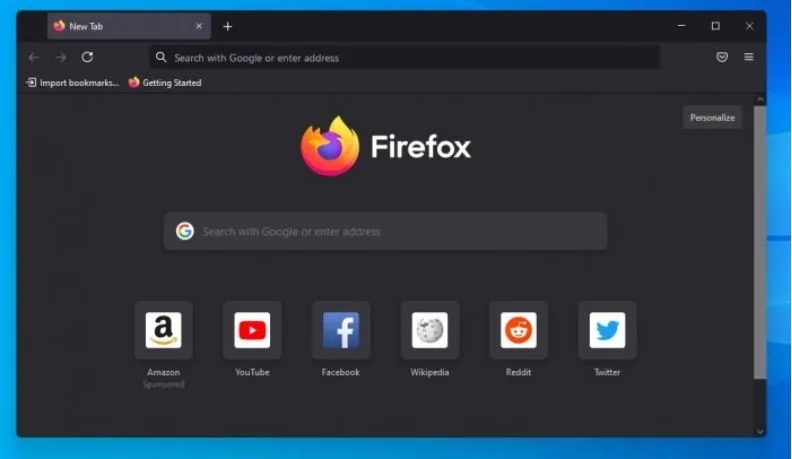 New Tab
Search with Google or enter address
Import bookmarks...
Getting Started
Personalize
Firefox
Search with Google or enter address
Amazon
Sponsored
YouTube
Facebook
Wikipedia
Reddit
Twitter